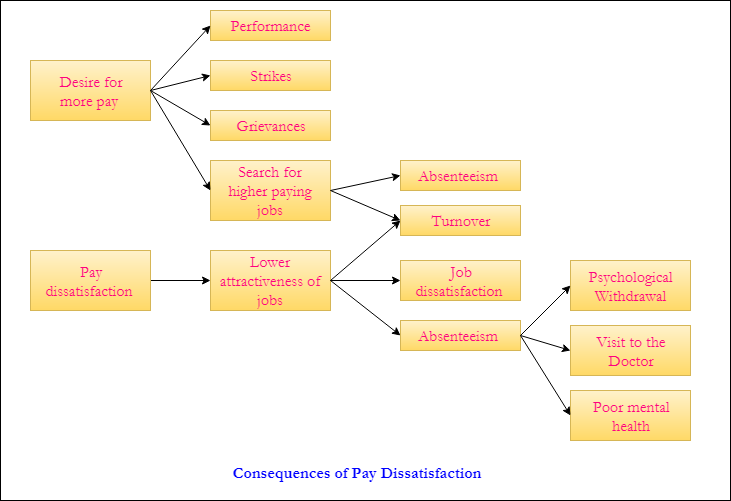 Performance
Desire for
more pay
Strikes
Grievances
Search for
higher paying
jobs
Absenteeism
Turnover
Pay
dissatisfaction
Lower
attractiveness of
jobs
Job
dissatisfaction
Absenteeism
Psychological
Withdrawal
Visit to the
Doctor
Poor mental
health
Consequences of Pay Dissatisfaction